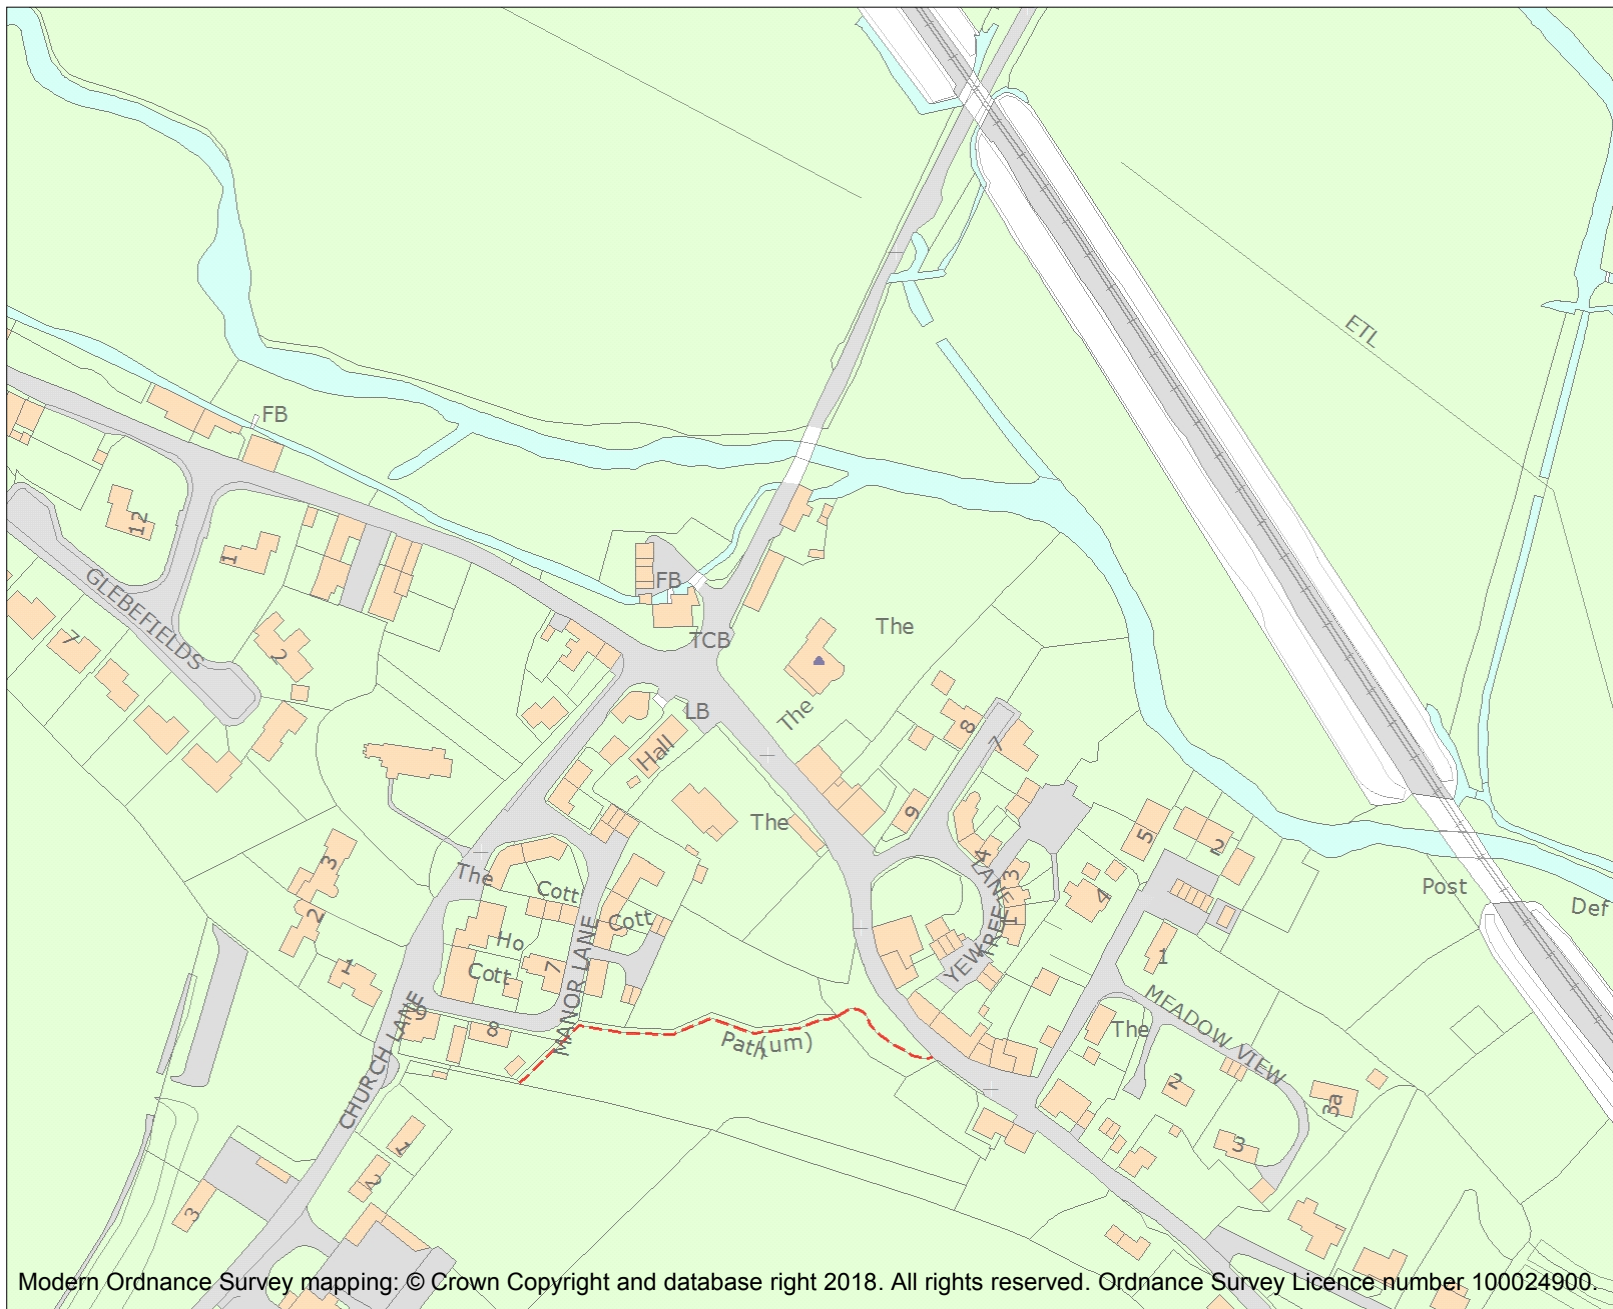 ETL
FB
12
1
FB
GLEBEFIELDS
7
2
TCB
The
The
LB
Hall
8
7
9
The
5
2
4
3
1
LANE
YEW TREE
4
Post
Def
3
2
1
The
Cott
Cott
Ho
Cott
7
MANOR LANE
9
8
CHURCH LANE
Path (um)
1
MEADOW VIEW
The
2
3a
3
1
2
3
Modern Ordnance Survey mapping: © Crown Copyright and database right 2018. All rights reserved. Ordnance Survey Licence number 100024900.